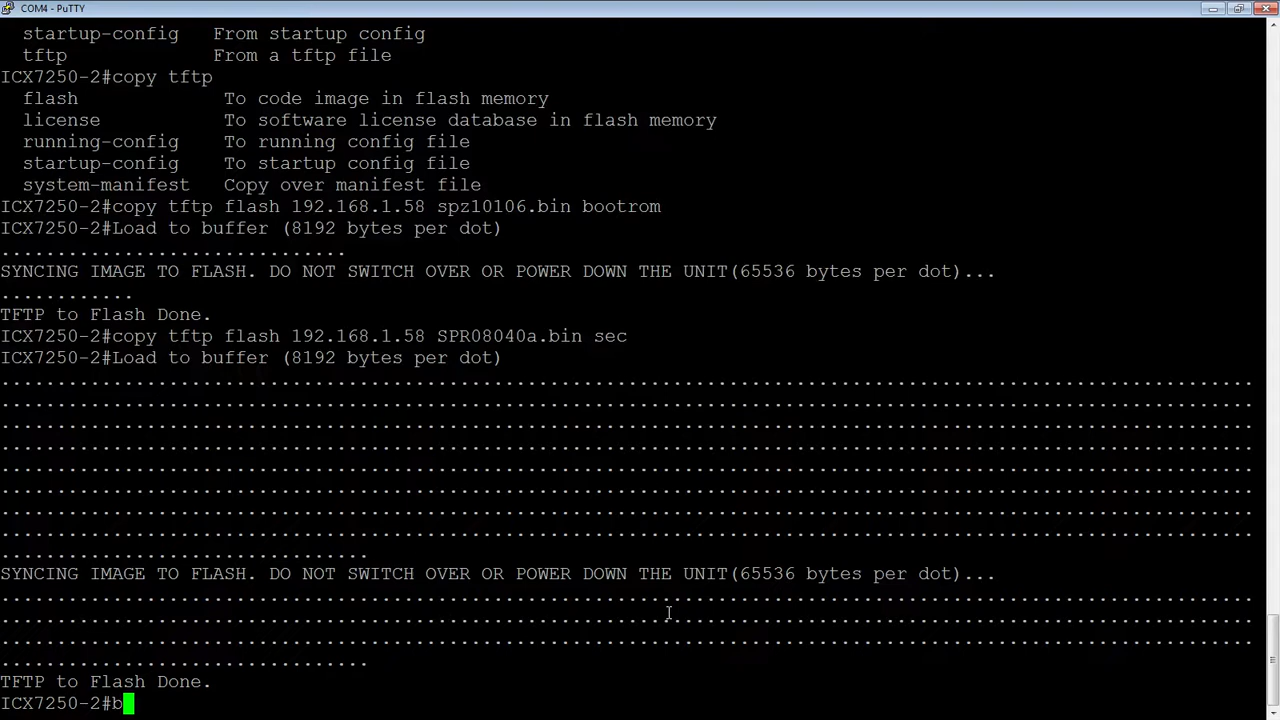 COM4 - PuTTY
startup-config   From startup config
tftp             From a tftp file
ICX7250-2#copy tftp
flash             To code image in flash memory
license           To software license database in flash memory
running-config    To running config file
startup-config    To startup config file
system-manifest   Copy over manifest file
ICX7250-2#copy tftp flash 192.168.1.58 spz10106.bin bootrom
ICX7250-2#Load to buffer (8192 bytes per dot)
...............................
SYNCING IMAGE TO FLASH. DO NOT SWITCH OVER OR POWER DOWN THE UNIT(65536 bytes per dot)...
............
TFTP to Flash Done.
ICX7250-2#copy tftp flash 192.168.1.58 SPR08040a.bin sec
ICX7250-2#Load to buffer (8192 bytes per dot)
................................................................................................................
................................................................................................................
................................................................................................................
................................................................................................................
................................................................................................................
................................................................................................................
................................................................................................................
................................................................................................................
.................................
SYNCING IMAGE TO FLASH. DO NOT SWITCH OVER OR POWER DOWN THE UNIT(65536 bytes per dot)...
................................................................................................................
................................................................................................................
................................................................................................................
.................................
TFTP to Flash Done.
ICX7250-2#b